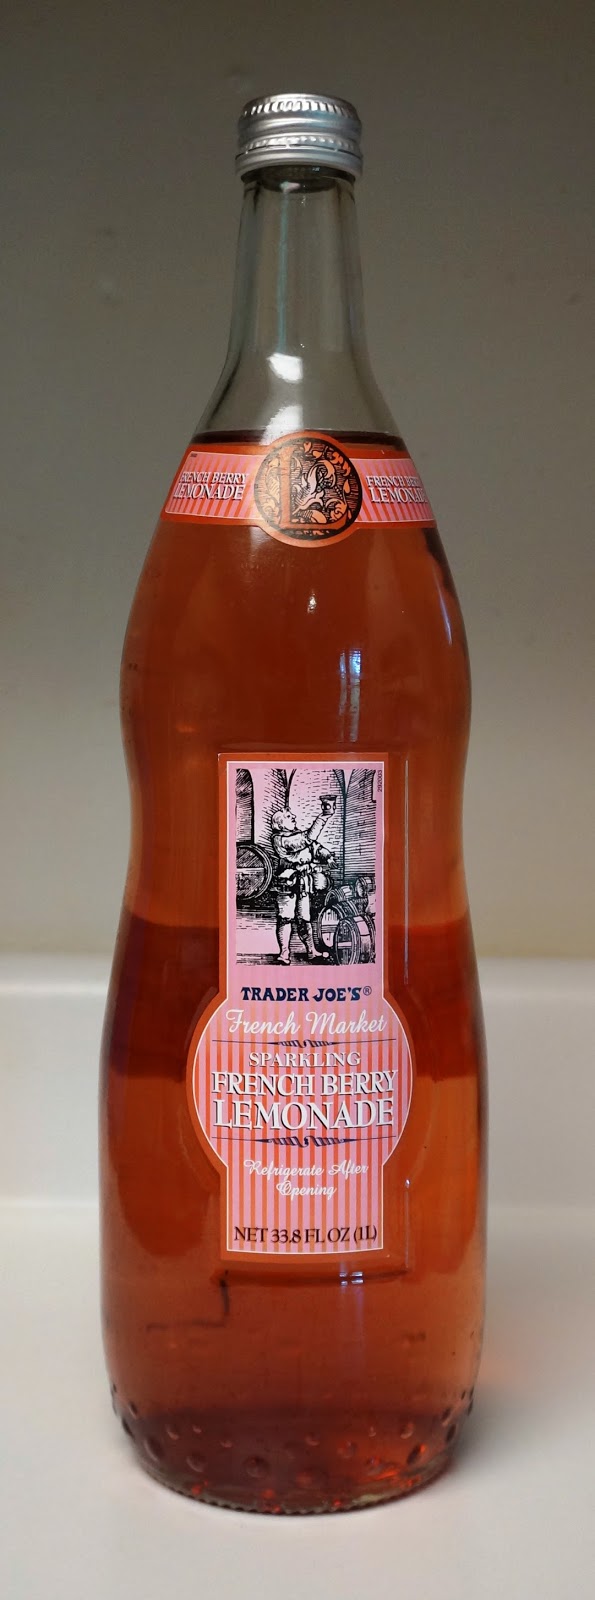 FRENCH BERRY
LEMONADE
L
FRENCH BERRY
LEMONADE
TRADER JOE'S®
French Market
SPARKLING
FRENCH BERRY
LEMONADE
Refrigerate After
Opening
NET 33.8 FL OZ (1L)